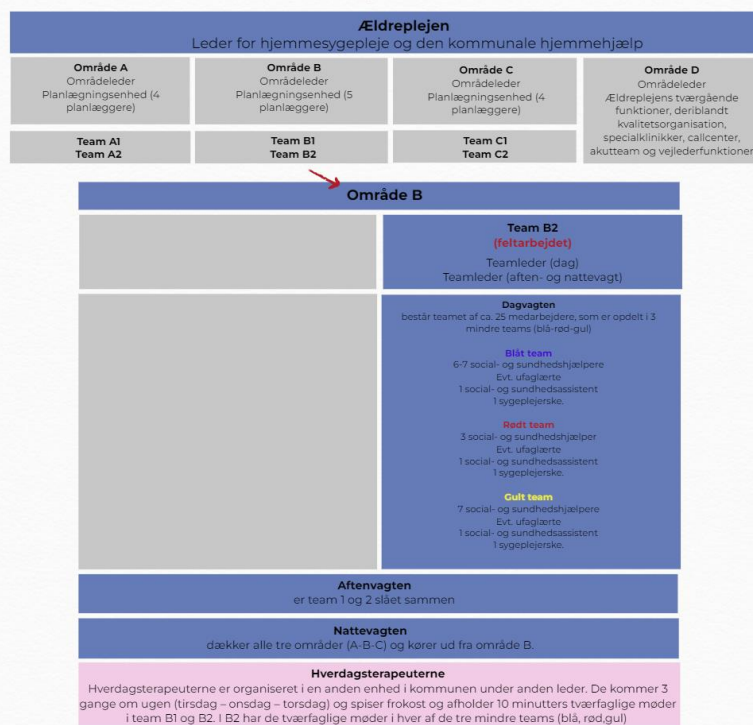 Ældreplejen
Leder for hjemmesygepleje og den kommunale hjemmehjælp
Område A
Områdeleder
Planlægningsenhed (4
planlæggere)
Team A1
Team A2
Område B
Områdeleder
Planlægningsenhed (5
planlæggere)
Team B1
Team B2
Område C
Områdeleder
Planlægningsenhed (4
planlæggere)
Team C1
Team C2
Område D
Områdeleder
Ældreplejens tværgående
funktioner, deriblandt
kvalitetsorganisation,
specialklinikker, callcenter,
akutteam og vejlederfunktioner
Område B
Team B2
(feltarbejdet)
Teamleder (dag)
Teamleder (aften- og nattevagt)
Dagvagten
består teamet af ca. 25 medarbejdere, som er opdelt i 3
mindre teams (blå-rød-gul)
Blåt team
6-7 social- og sundhedshjælpere
Evt. ufaglærte
1 social- og sundhedsassistent
1 sygeplejerske.
Rødt team
3 social- og sundhedshjælper
Evt. ufaglærte
1 social- og sundhedsassistent
1 sygeplejerske.
Gult team
7 social- og sundhedshjælpere
Evt. ufaglærte
1 social- og sundhedsassistent
1 sygeplejerske.
Aftenvagten
er team 1 og 2 slået sammen
Nattevagten
dækker alle tre områder (A-B-C) og kører ud fra område B.
Hverdagsterapeuterne
Hverdagsterapeuterne er organiseret i en anden enhed i kommunen under anden leder. De kommer 3
gange om ugen (tirsdag – onsdag – torsdag) og spiser frokost og afholder 10 minutters tværfaglige møder
i team B1 og B2. I B2 har de tværfaglige møder i hver af de tre mindre teams (blå, rød,gul)